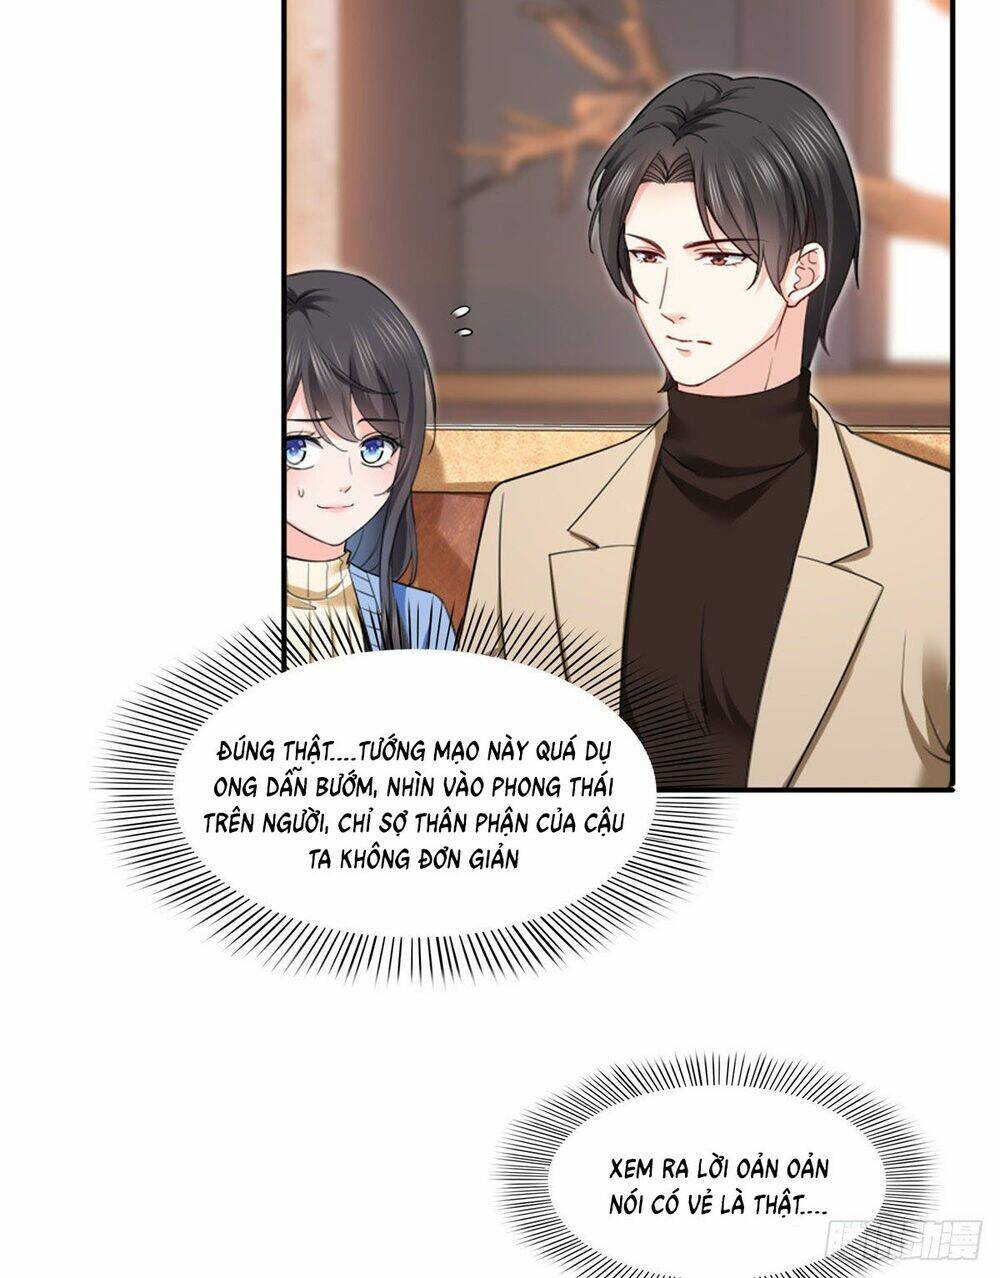 ĐÚNG THẬT....TƯỚNG MẠO NÀY QUÁ DỤ
ONG DẪN BƯỚM, NHÌN VÀO PHONG THÁI
TRÊN NGƯỜI, CHỈ SỢ THÂN PHẬN CỦA CẬU
TA KHÔNG ĐƠN GIẢN
XEM RA LỜI OẢN OẢN
NÓI CÓ VẺ LÀ THẬT....